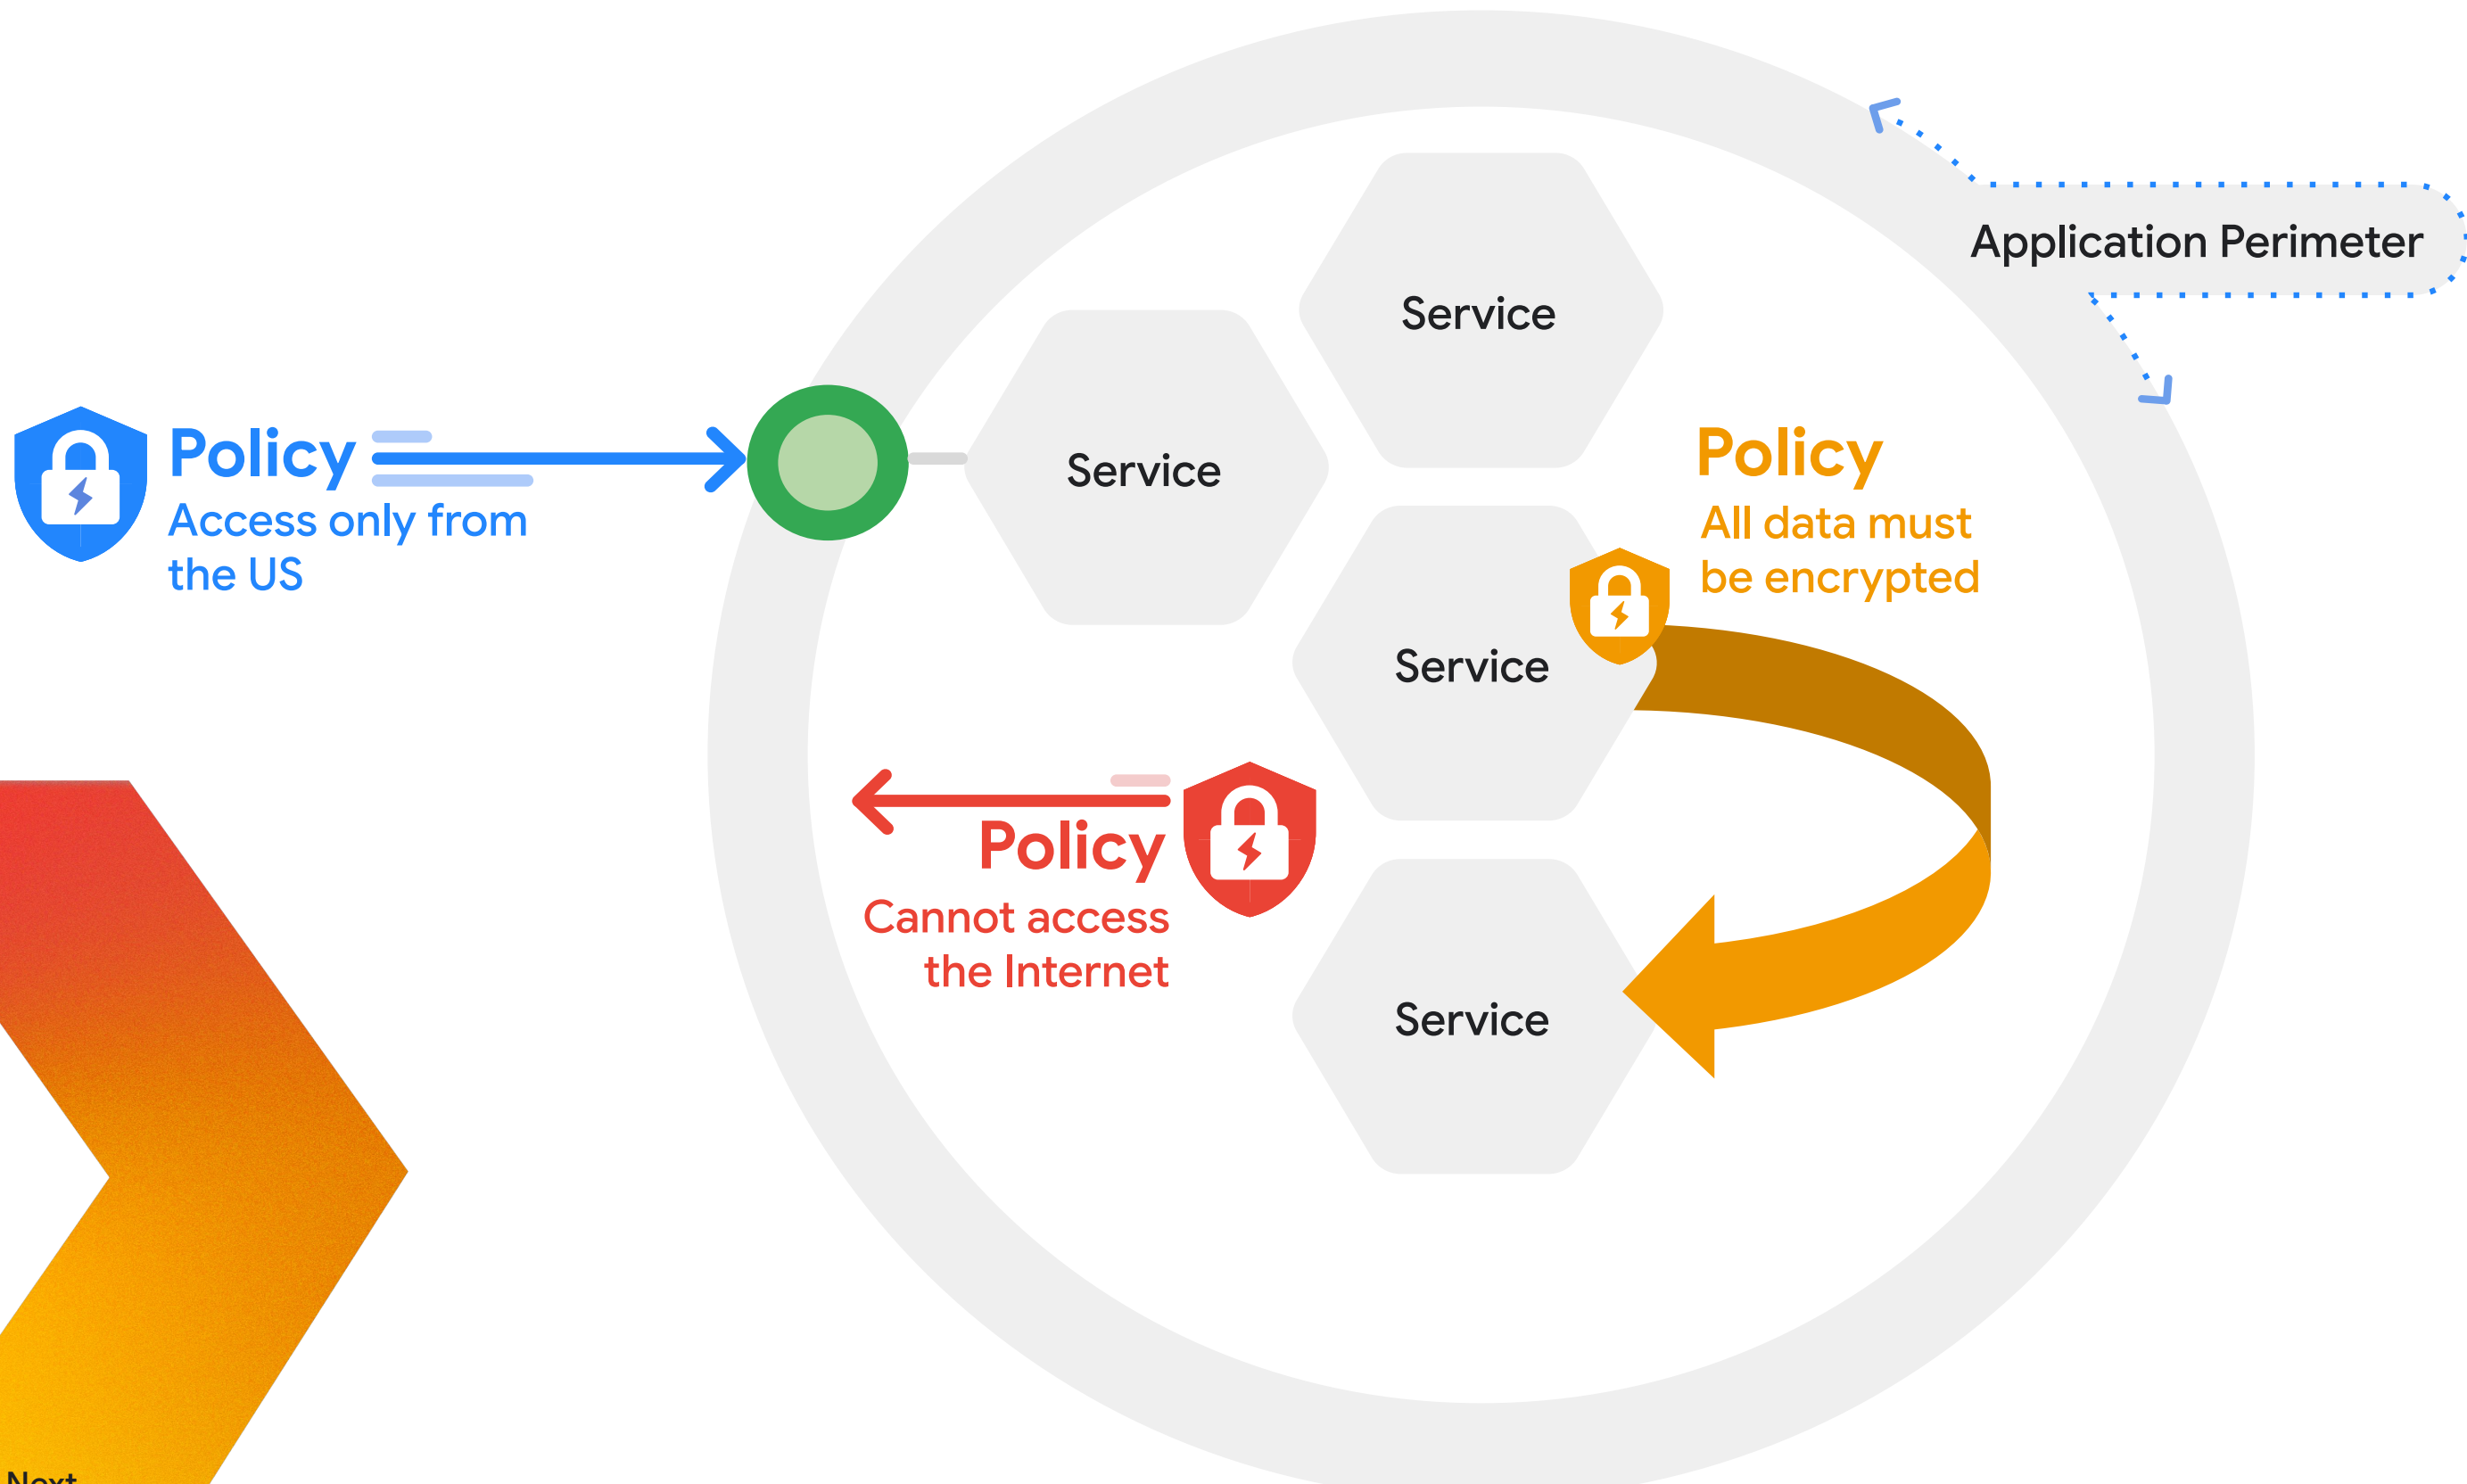 Application Perimeter
Service
Service
Policy
Access only from
the US
Policy
All data must
be encrypted
Service
Policy
Cannot access
the Internet
Service
Next